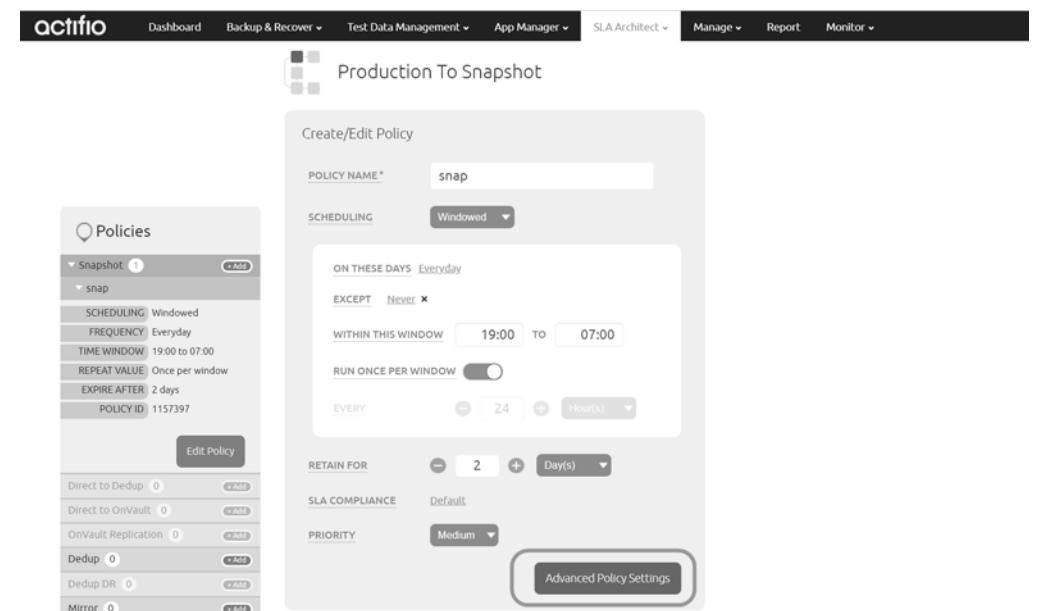 actifio Dashboard Backup & Recover Test Data Management App Manager SLA Architect Manage Report Monitor
Production To Snapshot
Create/Edit Policy
POLICY NAME* snap
SCHEDULING Windowed
ON THESE DAYS Everyday
EXCEPT Never ×
WITHIN THIS WINDOW 19:00 TO 07:00
RUN ONCE PER WINDOW
EVERY 24 Hour(s)
RETAIN FOR 2 Day(s)
SLA COMPLIANCE Default
PRIORITY Medium
Advanced Policy Settings
Policies
Snapshot 1 +Add
snap
SCHEDULING Windowed
FREQUENCY Everyday
TIME WINDOW 19:00 to 07:00
REPEAT VALUE Once per window
EXPIRE AFTER 2 days
POLICY ID 1157397
Edit Policy
Direct to Dedup 0 +Add
Direct to OnVault 0 +Add
OnVault Replication 0 +Add
Dedup 0 +Add
Dedup DR 0 +Add
Mirror 0 +Add